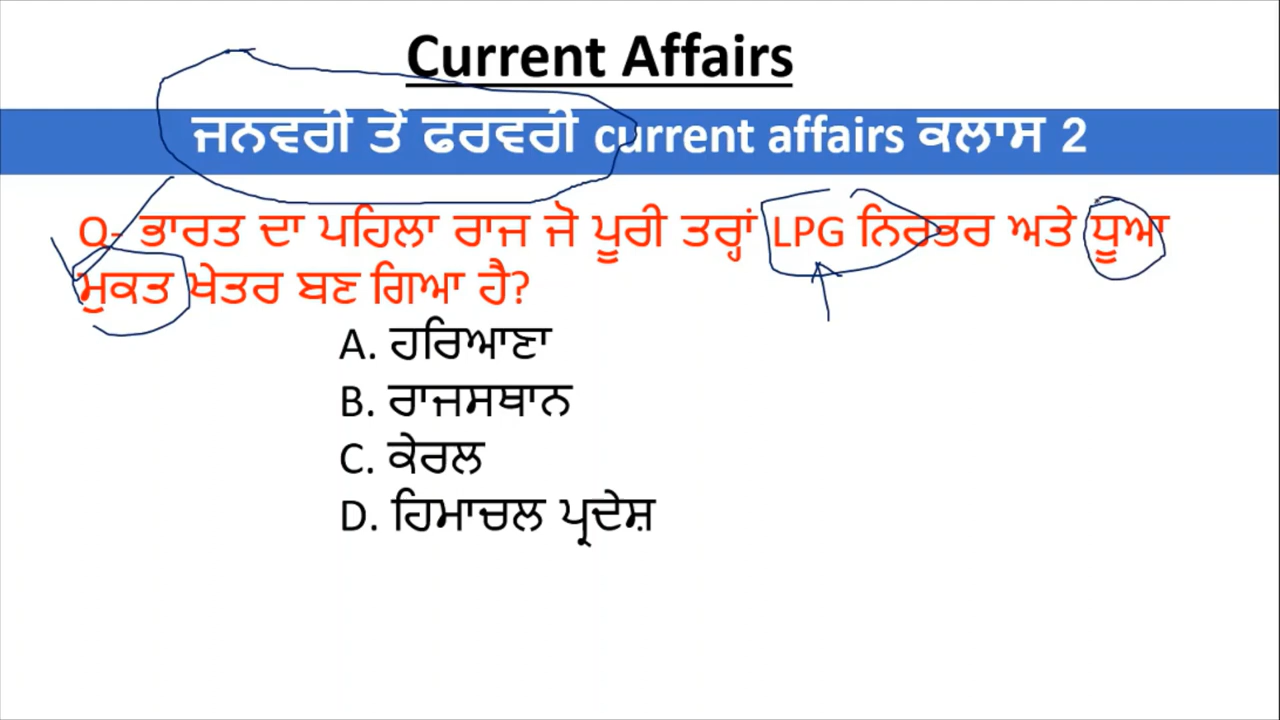 Current Affairs
ਜਨਵਰੀ ਤੋਂ ਫਰਵਰੀ current affairs ਕਲਾਸ 2
Q- ਭਾਰਤ ਦਾ ਪਹਿਲਾ ਰਾਜ ਜੋ ਪੂਰੀ ਤਰ੍ਹਾਂ LPG ਨਿਰਭਰ ਅਤੇ ਧੂਆ
ਮੁਕਤ ਖੇਤਰ ਬਣ ਗਿਆ ਹੈ?
A. ਹਰਿਆਣਾ
B. ਰਾਜਸਥਾਨ
C. ਕੇਰਲ
D. ਹਿਮਾਚਲ ਪ੍ਰਦੇਸ਼